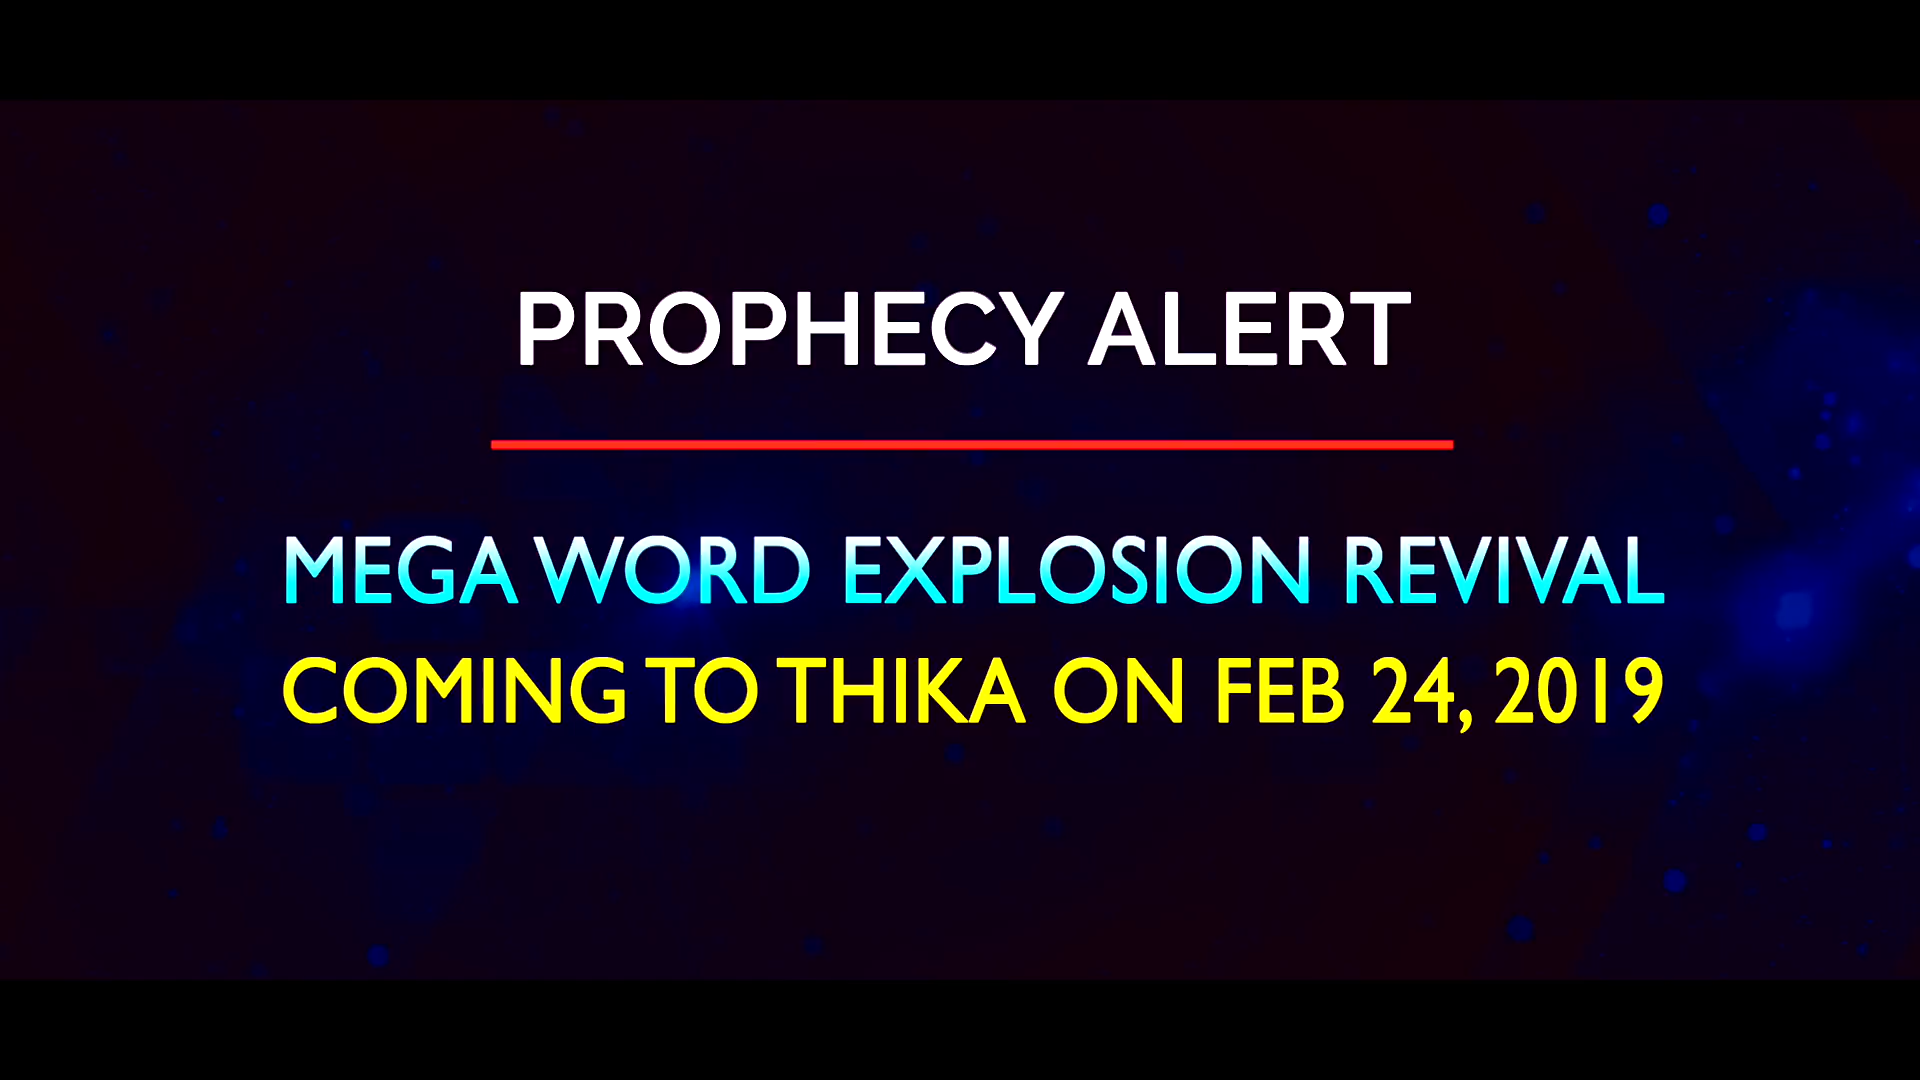 PROPHECY ALERT
MEGA WORD EXPLOSION REVIVAL
COMING TO THIKA ON FEB 24, 2019